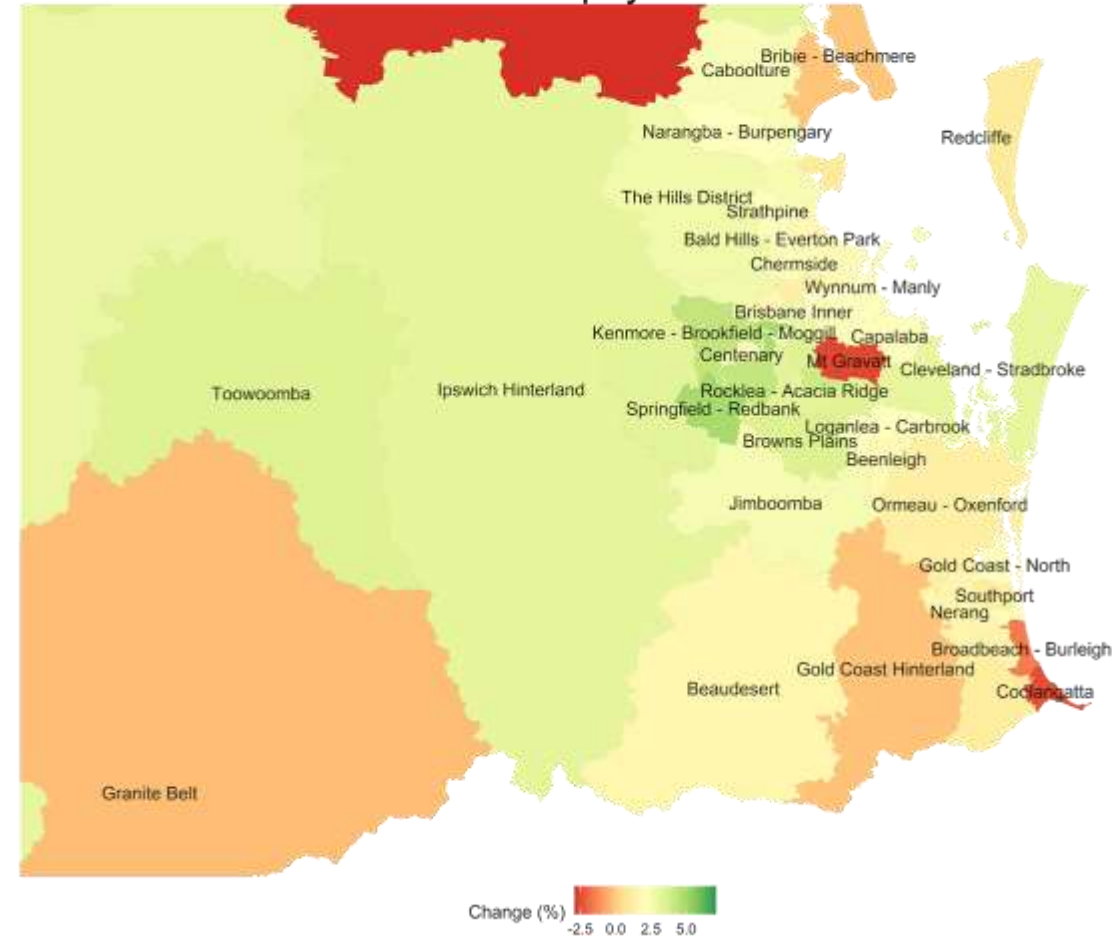 Bribie - Beachmere
Caboolture
Narangba - Burpengary
Redcliffe
The Hills District
Strathpine
Bald Hills - Everton Park
Chermside
Wynnum - Manly
Brisbane Inner
Kenmore - Brookfield - Moggill
Capalaba
Centenary
Mt Gravatt
Cleveland - Stradbroke
Toowoomba
Ipswich Hinterland
Rocklea - Acacia Ridge
Springfield - Redbank
Loganlea - Carbrook
Browns Plains
Beenleigh
Jimboomba
Ormeau - Oxenford
Gold Coast - North
Southport
Nerang
Broadbeach - Burleigh
Gold Coast Hinterland
Beaudesert
Coolangatta
Granite Belt
Change (%)
-2.5 0.0 2.5 5.0